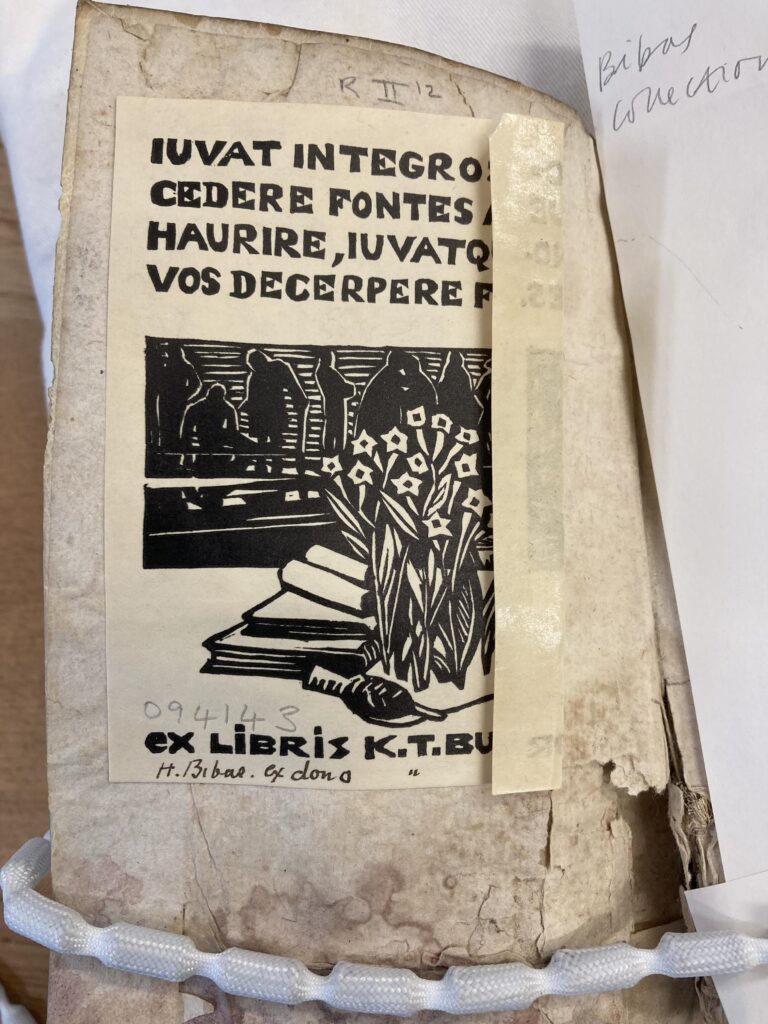 R II 12
Bibas
collection
IUVAT INTEGROS
CEDERE FONTES A
HAURIRE, IUVATQ
VOS DECERPERE F
094143
ex LIBRIS K.T.BU
H. Bibas. ex dono "